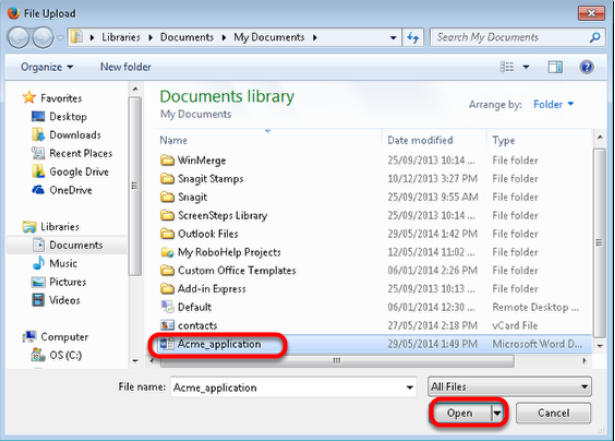 File Upload
Libraries Documents My Documents Search My Documents
Organize New folder
Favorites
Desktop
Downloads
Recent Places
Google Drive
OneDrive
Libraries
Documents
Music
Pictures
Videos
Computer
OS (C:)
Documents library
My Documents
Arrange by: Folder
Name Date modified Type
WinMerge 25/09/2013 10:14 ... File folder
Snagit Stamps 10/12/2013 3:27 PM File folder
Snagit 25/09/2013 9:55 AM File folder
ScreenSteps Library 25/09/2013 10:14 ... File folder
Outlook Files 29/05/2014 1:42 PM File folder
My RoboHelp Projects 12/05/2014 11:02 ... File folder
Custom Office Templates 06/01/2014 2:26 PM File folder
Add-in Express 25/09/2013 10:13 ... File folder
Default 06/01/2014 12:30 ... Remote Desktop ...
contacts 27/05/2014 2:18 PM vCard File
Acme_application 29/05/2014 1:49 PM Microsoft Word D...
File name: Acme_application All Files
Open Cancel